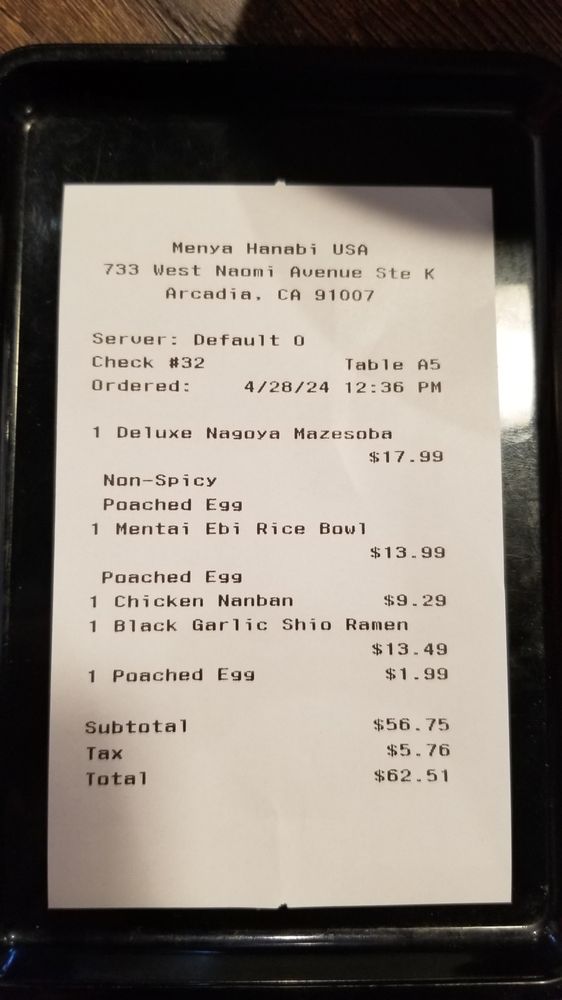 Menya Hanabi USA
733 West Naomi Avenue Ste K
Arcadia, CA 91007
Server: Default 0
Check #32 Table A5
Ordered: 4/28/24 12:36 PM
1 Deluxe Nagoya Mazesoba
$17.99
Non-Spicy
Poached Egg
1 Mentai Ebi Rice Bowl
$13.99
Poached Egg
1 Chicken Nanban $9.29
1 Black Garlic Shio Ramen
$13.49
1 Poached Egg $1.99
Subtotal $56.75
Tax $5.76
Total $62.51